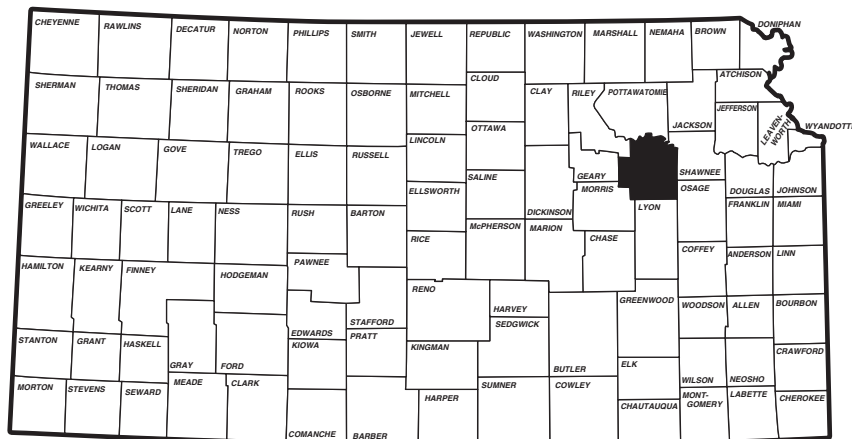 CHEYENNE
RAWLINS
DECATUR
NORTON
PHILLIPS
SMITH
JEWELL
REPUBLIC
WASHINGTON
MARSHALL
NEMAHA
BROWN
DONIPHAN
SHERMAN
THOMAS
SHERIDAN
GRAHAM
ROOKS
OSBORNE
MITCHELL
CLOUD
CLAY
RILEY
POTTAWATOMIE
JACKSON
ATCHISON
JEFFERSON
LEAVEN-
WORTH
WYANDOTTE
WALLACE
LOGAN
GOVE
TREGO
ELLIS
RUSSELL
LINCOLN
OTTAWA
SALINE
ELLSWORTH
DICKINSON
GEARY
MORRIS
SHAWNEE
OSAGE
DOUGLAS
JOHNSON
GREELEY
WICHITA
SCOTT
LANE
NESS
RUSH
BARTON
RICE
McPHERSON
MARION
CHASE
LYON
FRANKLIN
MIAMI
HAMILTON
KEARNY
FINNEY
HODGEMAN
PAWNEE
RENO
HARVEY
SEDGWICK
GREENWOOD
COFFEY
ANDERSON
LINN
STANTON
GRANT
HASKELL
GRAY
FORD
EDWARDS
KIOWA
STAFFORD
PRATT
KINGMAN
BUTLER
WOODSON
ALLEN
BOURBON
MORTON
STEVENS
SEWARD
MEADE
CLARK
COMANCHE
BARBER
HARPER
SUMNER
COWLEY
ELK
CHAUTAUQUA
WILSON
MONT-
GOMERY
NEOSHO
LABETTE
CRAWFORD
CHEROKEE